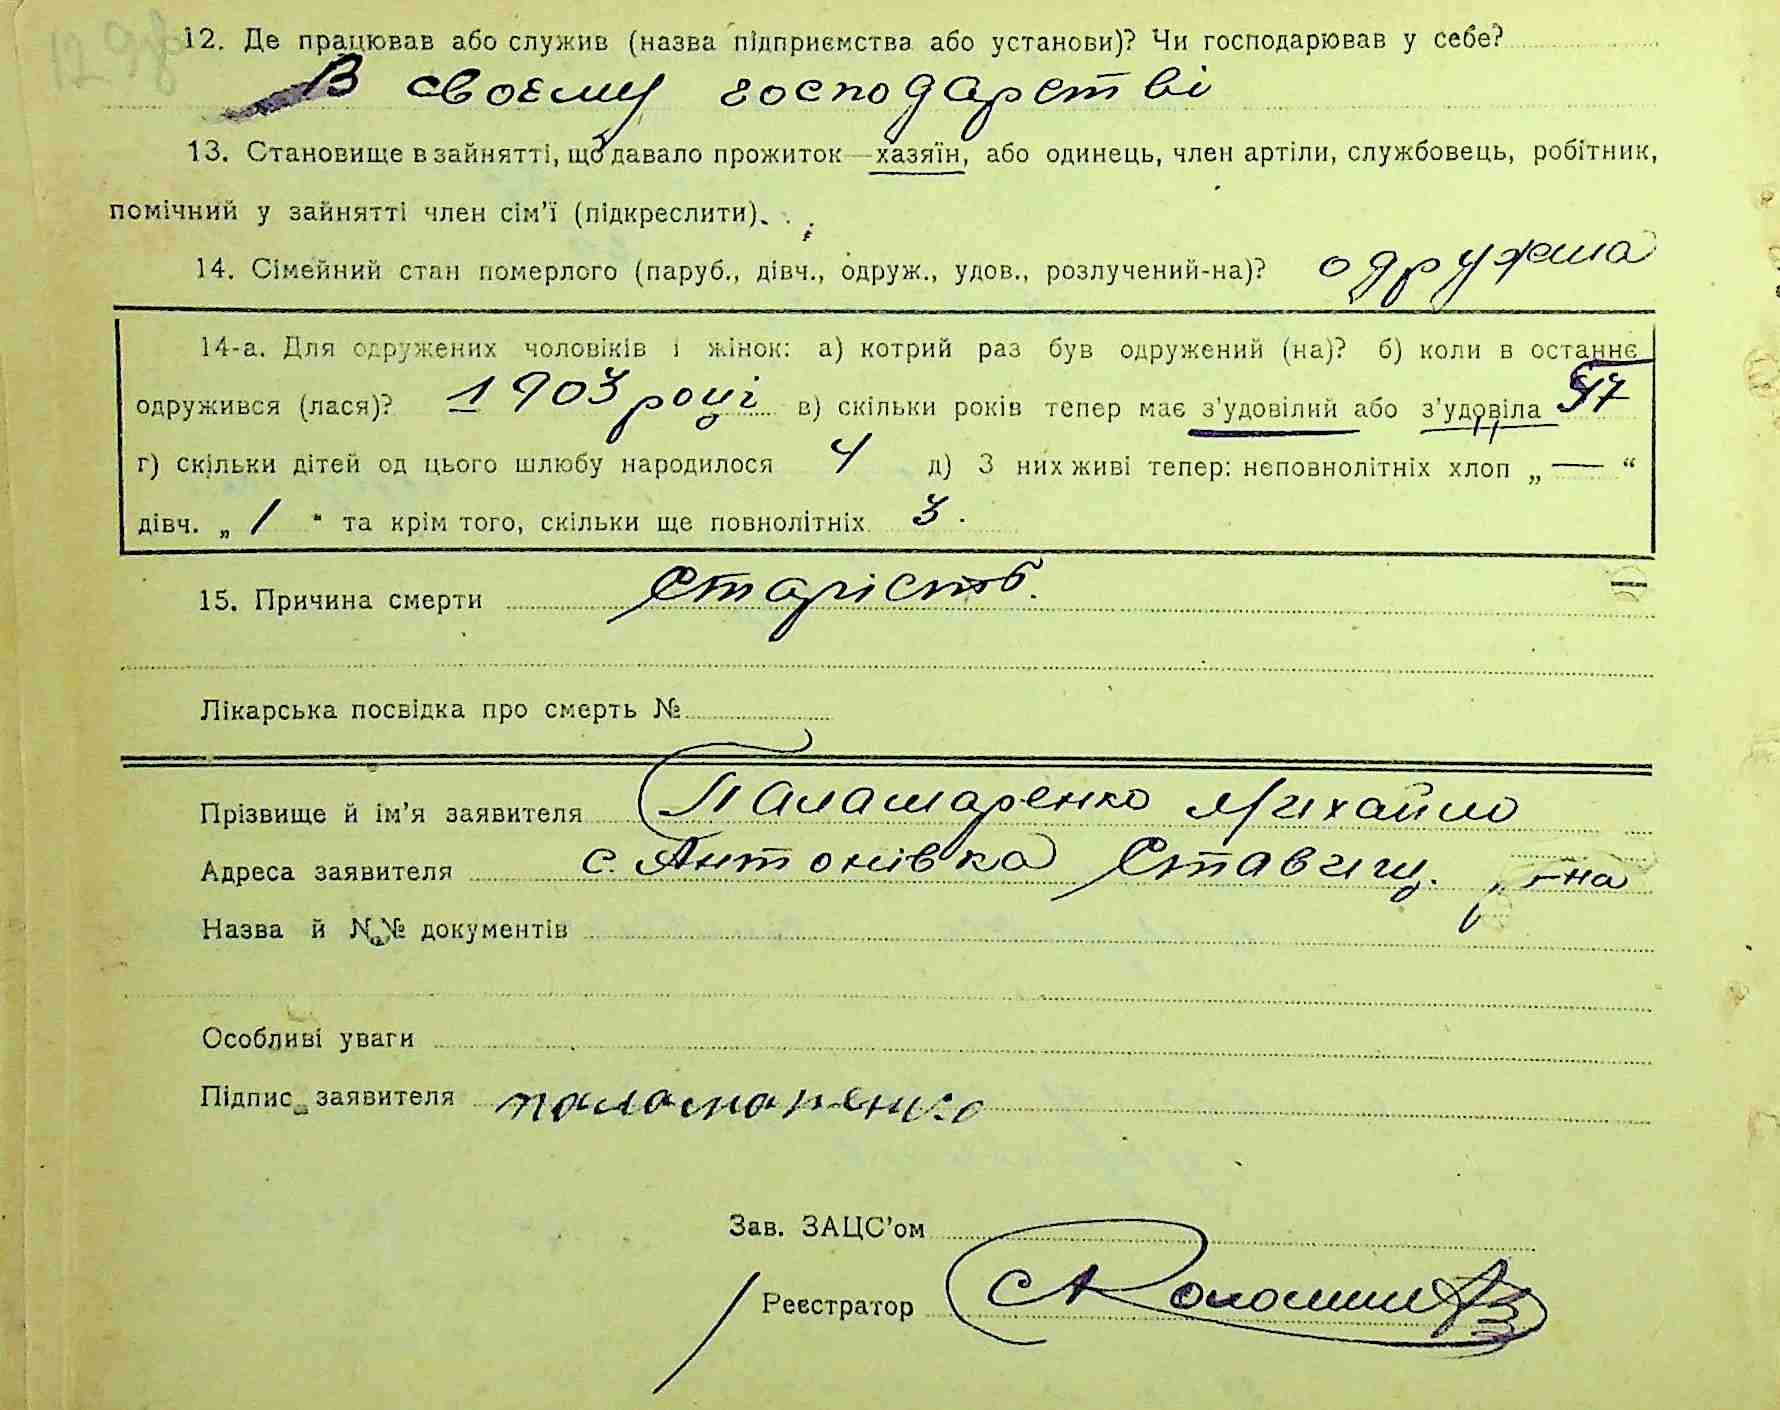 12. Де працював або служив (назва підприємства або установи)? Чи господарював у себе?
В своєму господарстві
13. Становище в зайнятті, що давало прожиток—хазяїн, або одинець, член артіли, службовець, робітник,
помічний у зайнятті член сім’ї (підкреслити).
14. Сімейний стан померлого (паруб., дівч., одруж., удов., розлучений-на)? одружена
14-а. Для одружених чоловіків і жінок: а) котрий раз був одружений (на)? б) коли в останнє
одружився (лася)? 1903 році в) скільки років тепер має з’удовілий або з’удовіла
г) скільки дітей од цього шлюбу народилося 4 д) З них живі тепер: неповнолітніх хлоп „ — “
дівч. „ 1 “ та крім того, скільки ще повнолітніх 3.
15. Причина смерти Старість.
Лікарська посвідка про смерть №
Прізвище й ім’я заявителя Паламаренко Михайло
Адреса заявителя с. Антонівка Ставищ. р-на
Назва й №№ документів
Особливі уваги
Підпис заявителя паламаренко
Зав. ЗАЦС’ом
Реєстратор